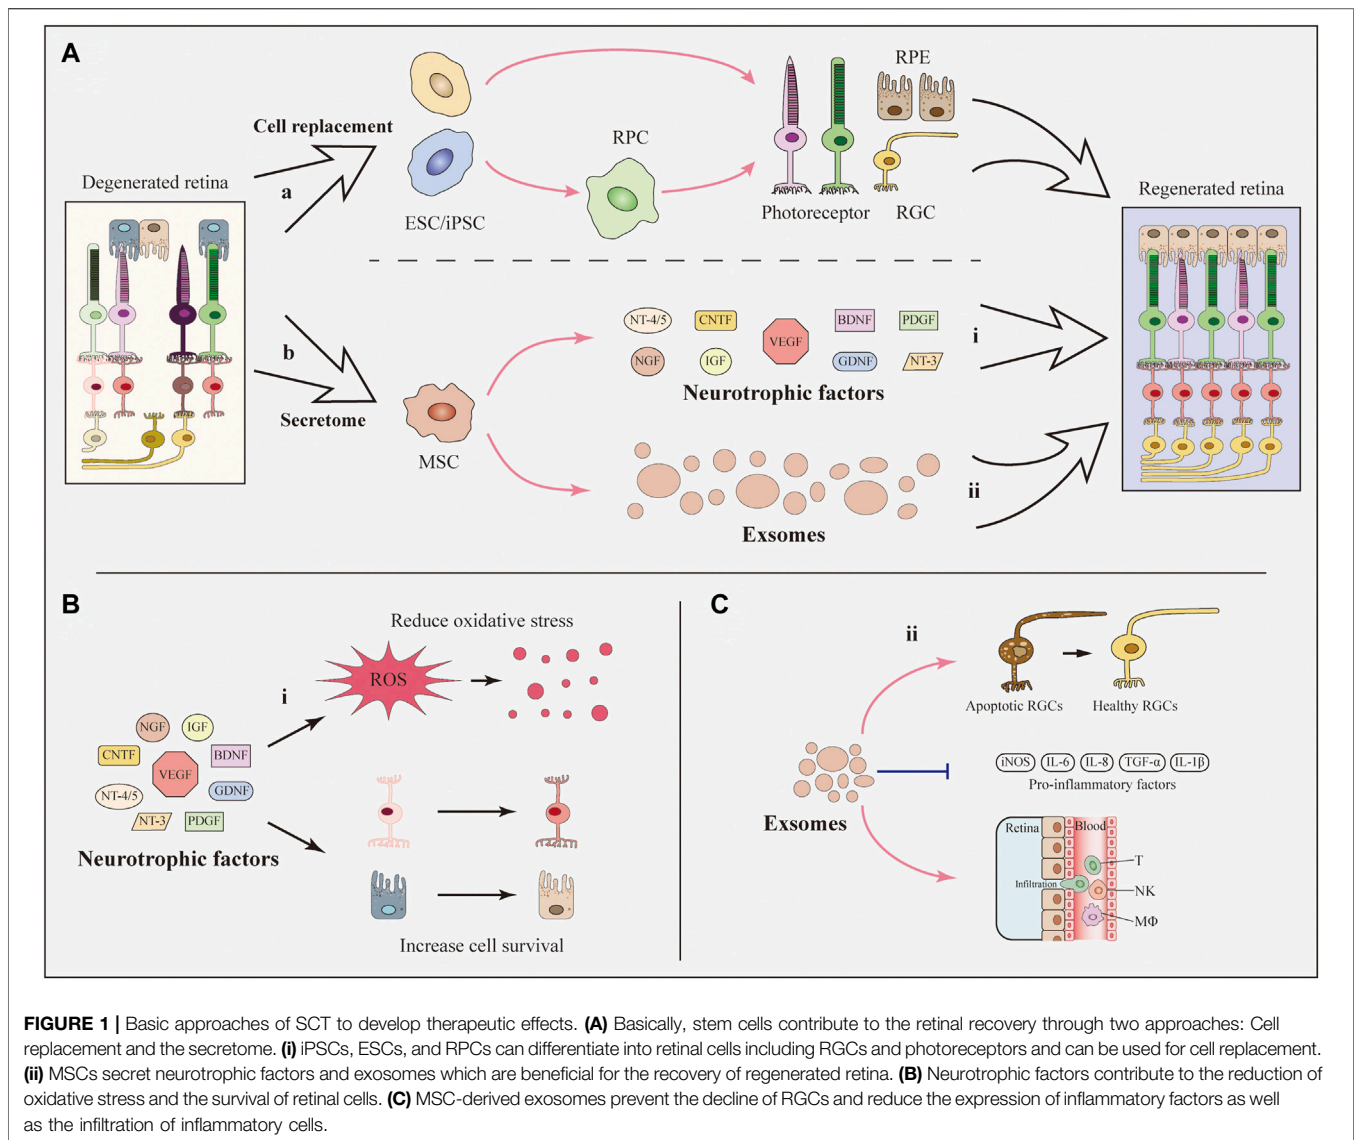 A
Cell replacement
a
Degenerated retina
ESC/iPSC
RPC
RPE
Photoreceptor
RGC
Regenerated retina
b
Secretome
MSC
NT-4/5
CNTF
VEGF
BDNF
PDGF
NGF
IGF
GDNF
NT-3
Neurotrophic factors
i
Exsomes
ii
B
Reduce oxidative stress
ROS
i
NGF
IGF
CNTF
VEGF
BDNF
NT-4/5
GDNF
NT-3
PDGF
Neurotrophic factors
Increase cell survival
C
ii
Apoptotic RGCs
Healthy RGCs
iNOS
IL-6
IL-8
TGF-α
IL-1β
Pro-inflammatory factors
Exsomes
Retina
Blood
Infiltration
T
NK
MΦ
FIGURE 1 | Basic approaches of SCT to develop therapeutic effects. (A) Basically, stem cells contribute to the retinal recovery through two approaches: Cell
replacement and the secretome. (i) iPSCs, ESCs, and RPCs can differentiate into retinal cells including RGCs and photoreceptors and can be used for cell replacement.
(ii) MSCs secret neurotrophic factors and exosomes which are beneficial for the recovery of regenerated retina. (B) Neurotrophic factors contribute to the reduction of
oxidative stress and the survival of retinal cells. (C) MSC-derived exosomes prevent the decline of RGCs and reduce the expression of inflammatory factors as well
as the infiltration of inflammatory cells.